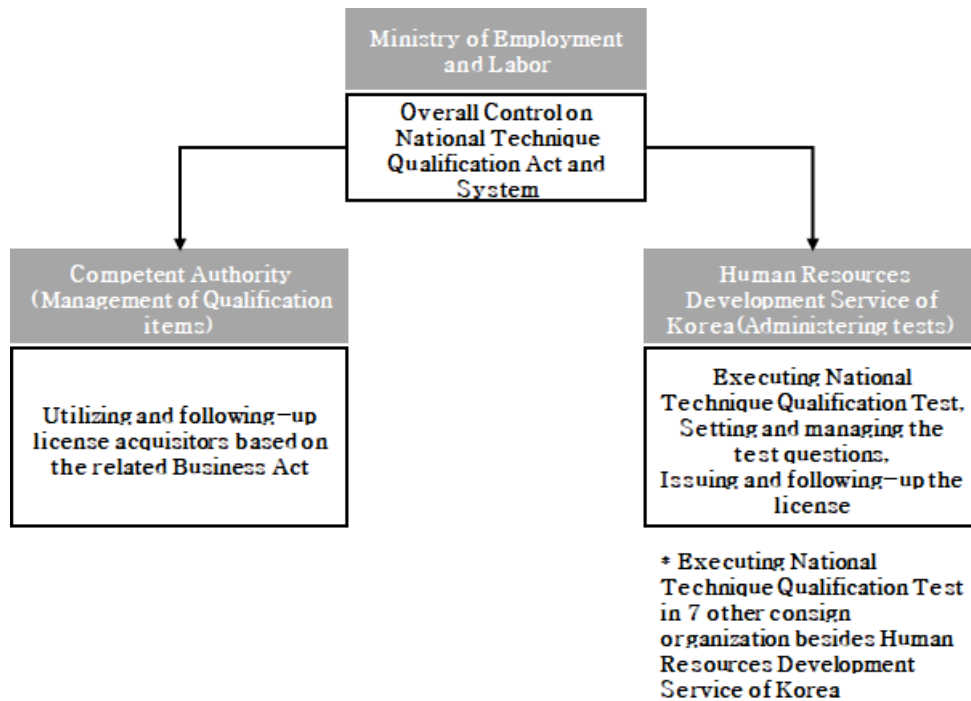 Ministry of Employment
and Labor
Overall Control on
National Technique
Qualification Act and
System
Competent Authority
(Management of Qualification
items)
Utilizing and following-up
license acquisitors based on
the related Business Act
Human Resources
Development Service of
Korea(Administering tests)
Executing National
Technique Qualification Test,
Setting and managing the
test questions,
Issuing and following-up the
license
* Executing National
Technique Qualification Test
in 7 other consign
organization besides Human
Resources Development
Service of Korea